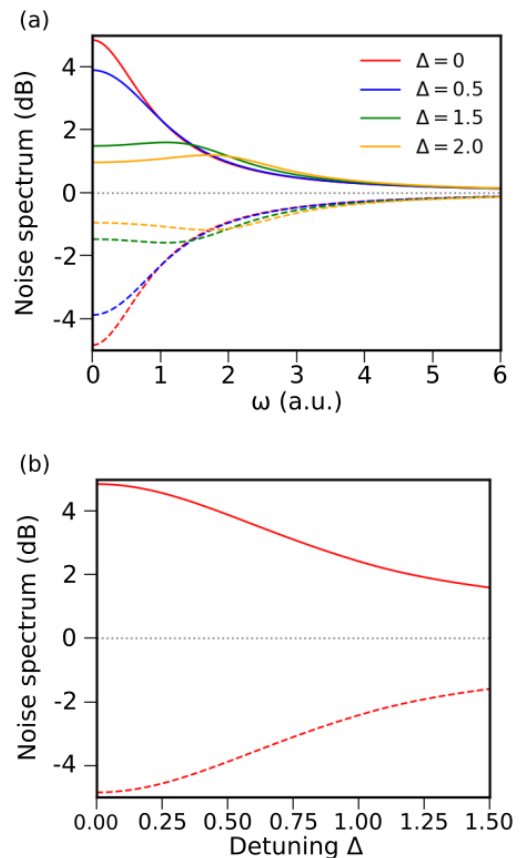 (a)
Noise spectrum (dB)
4
2
0
-2
-4
Δ = 0
Δ = 0.5
Δ = 1.5
Δ = 2.0
0 1 2 3 4 5 6
ω (a.u.)
(b)
Noise spectrum (dB)
4
2
0
-2
-4
0.00 0.25 0.50 0.75 1.00 1.25 1.50
Detuning Δ